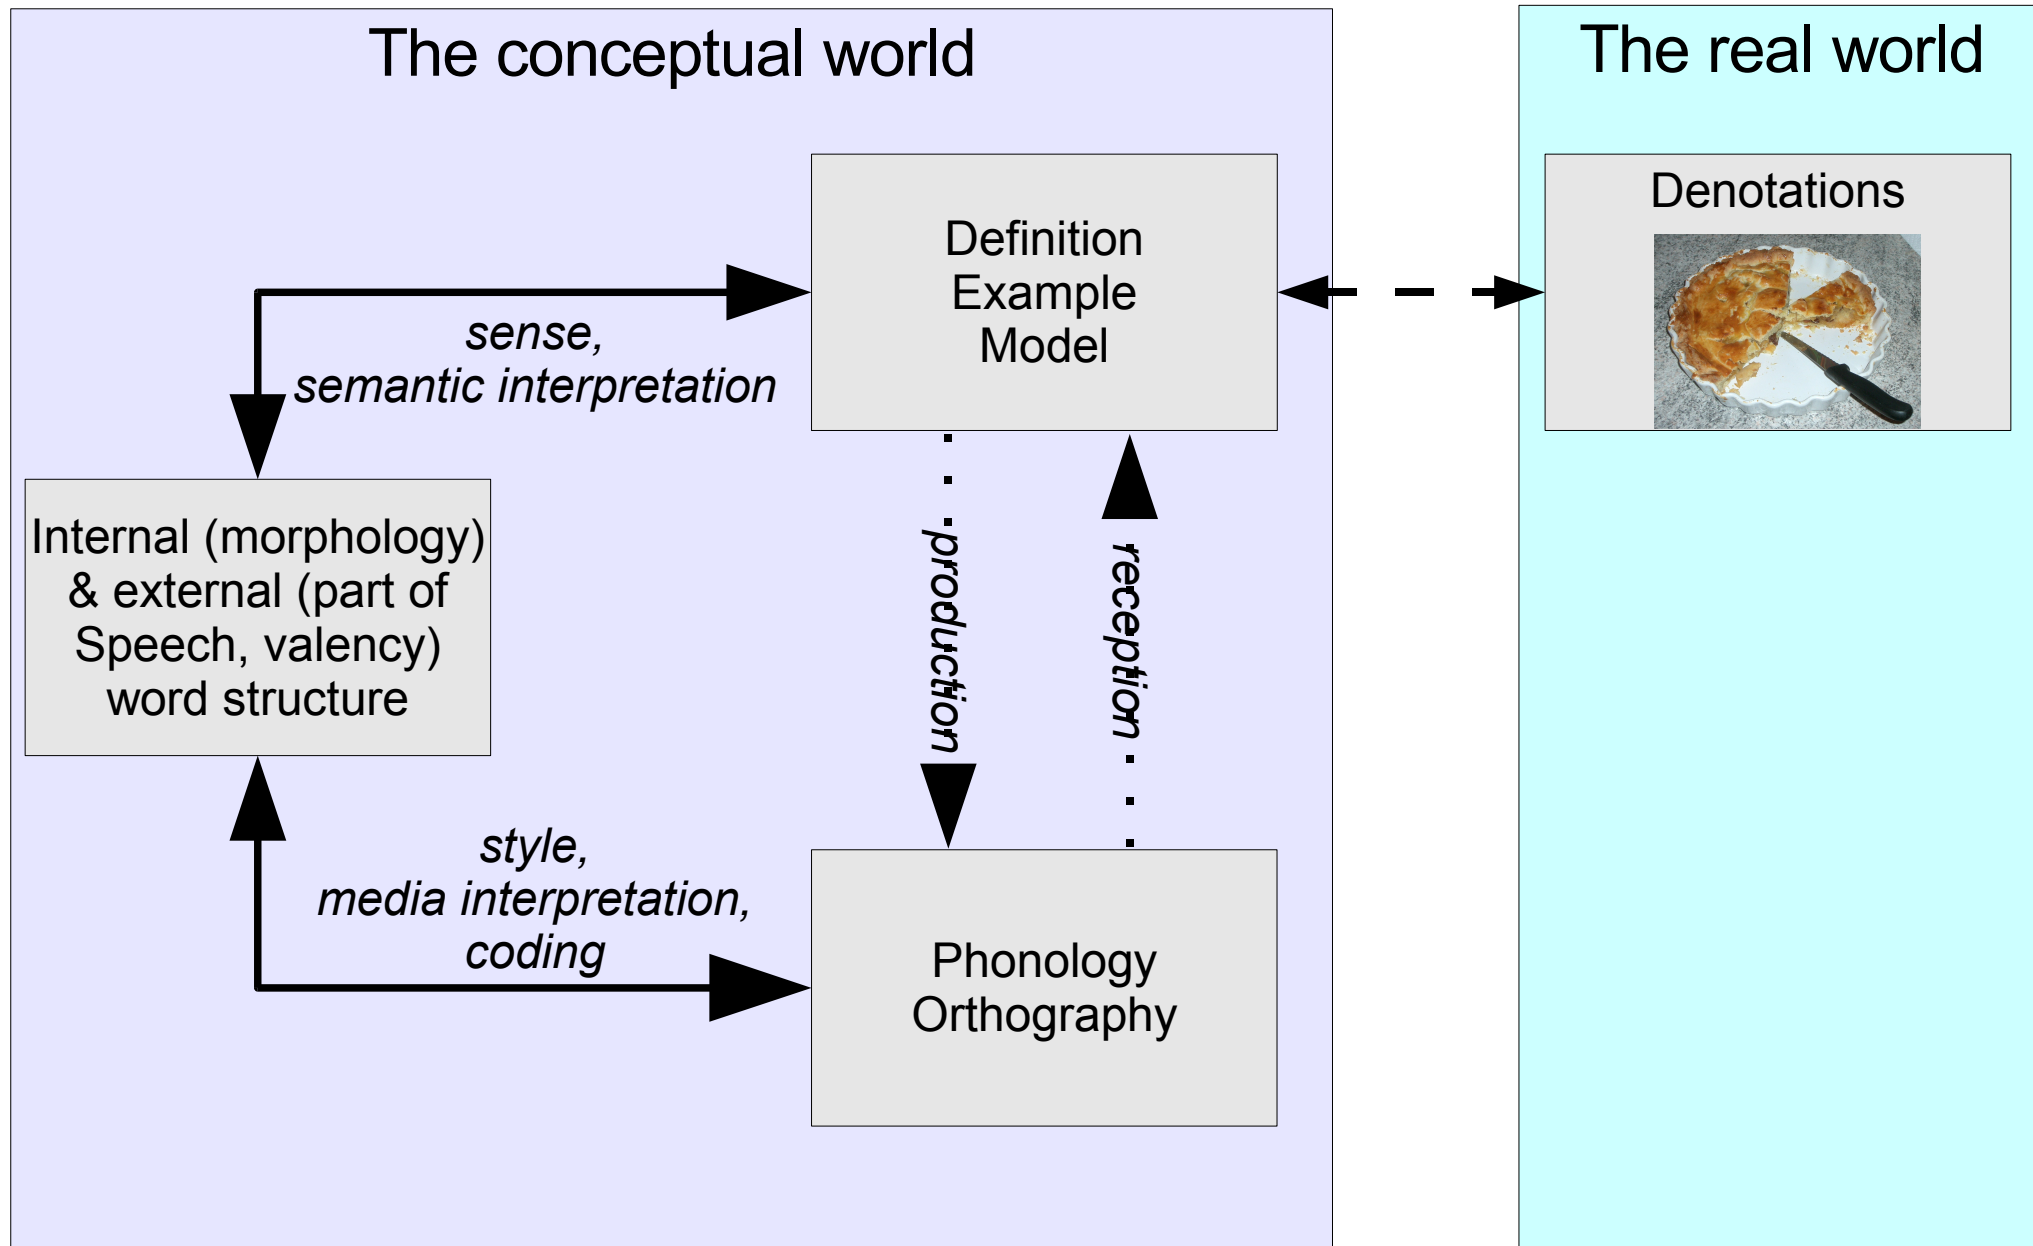 The conceptual world
The real world
Definition
Example
Model
Denotations
sense,
semantic interpretation
Internal (morphology)
& external (part of
Speech, valency)
word structure
production
reception
style,
media interpretation,
coding
Phonology
Orthography